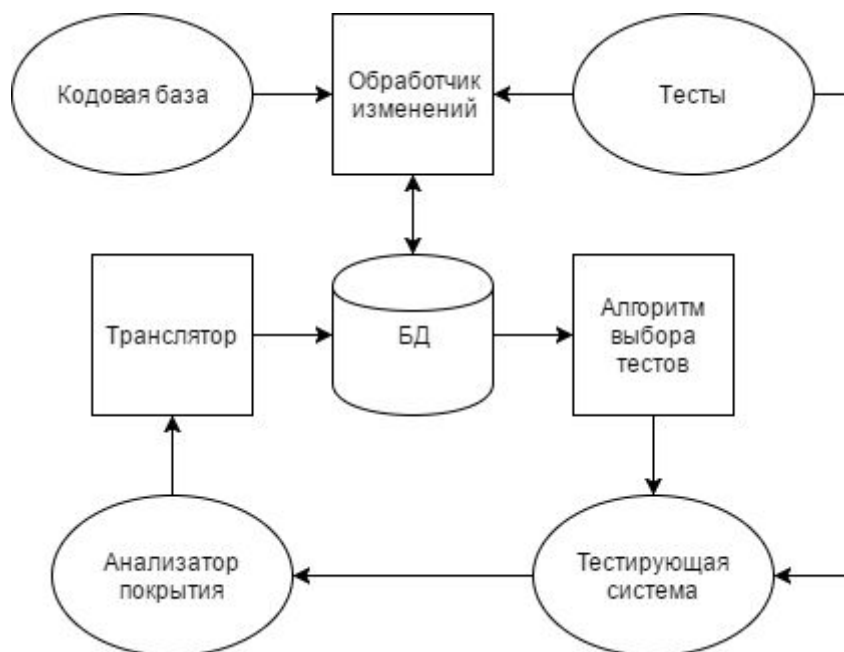 Кодовая база
Обработчик
изменений
Тесты
Транслятор
БД
Алгоритм
выбора
тестов
Анализатор
покрытия
Тестирующая
система